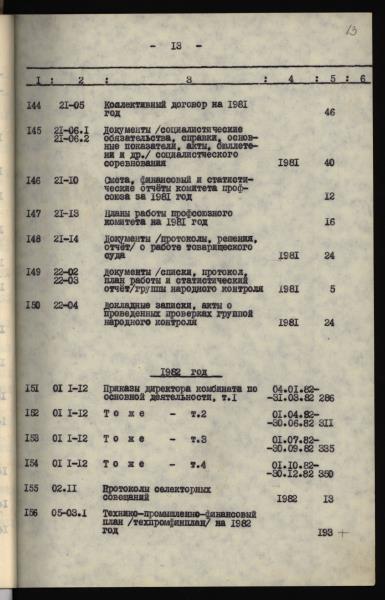 13
- 13 -
1 : 2 : 3 : 4 : 5 : 6
144 21-05 Коллективный договор на 1981
год 46
145 21-06.1 Документы /социалистические
21-06.2 обязательства, справки, основ-
ные показатели, акты, бюллете-
ни и др./ социалистческого
соревнования 1981 40
146 21-10 Смета, финансовый и статисти-
ческие отчёты комитета проф-
союза за 1981 год 12
147 21-13 Планы работы профсоюзного
комитета на 1981 год 16
148 21-14 Документы /протоколы, решения,
отчёт/ о работе товарищеского
суда 1981 24
149 22-02 Документы /списки, протокол,
22-03 план работы и статистический
отчёт/группы народного контроля 1981 5
150 22-04 Докладные записки, акты о
проведенных проверках группой
народного контроля 1981 24
1982 год
151 01 1-12 Приказы директора комбината по 04.01.82-
основной деятельности, т.1 -31.03.82 286
152 01 1-12 Т о ж е - т.2 01.04.82-
-30.06.82 311
153 01 1-12 Т о ж е - т.3 01.07.82-
-30.09.82 335
154 01 1-12 Т о ж е - т.4 01.10.82-
-30.12.82 350
155 02.11 Протоколы селекторных
совещаний 1982 13
156 05-03.1 Технико-промышленно-финансовый
план /техпромфинплан/ на 1982
год 193 +